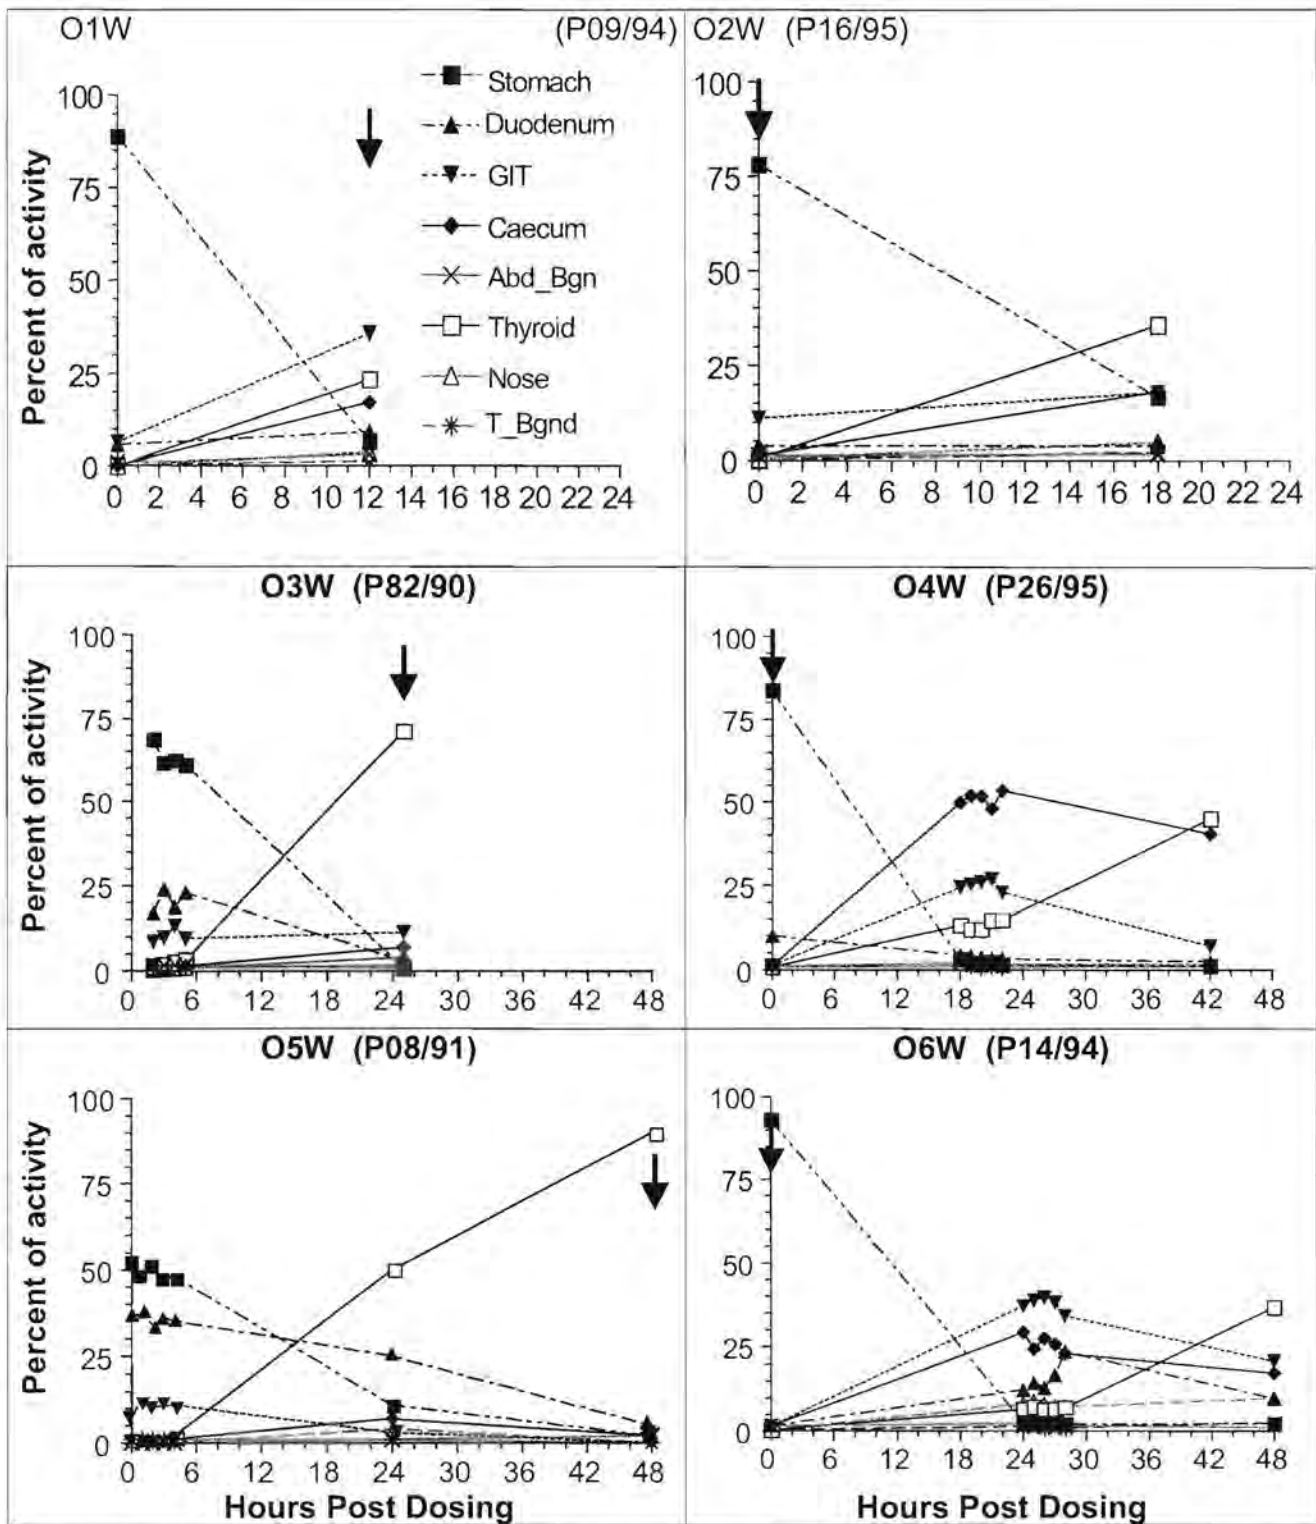 O1W (P09/94)
Stomach
Duodenum
GIT
Caecum
Abd_Bgn
Thyroid
Nose
T_Bgnd
Percent of activity
100
75
50
25
0
0 2 4 6 8 10 12 14 16 18 20 22 24
O2W (P16/95)
100
75
50
25
0
0 2 4 6 8 10 12 14 16 18 20 22 24
O3W (P82/90)
Percent of activity
100
75
50
25
0
0 6 12 18 24 30 36 42 48
O4W (P26/95)
100
75
50
25
0
0 6 12 18 24 30 36 42 48
O5W (P08/91)
Percent of activity
100
75
50
25
0
0 6 12 18 24 30 36 42 48
Hours Post Dosing
O6W (P14/94)
100
75
50
25
0
0 6 12 18 24 30 36 42 48
Hours Post Dosing